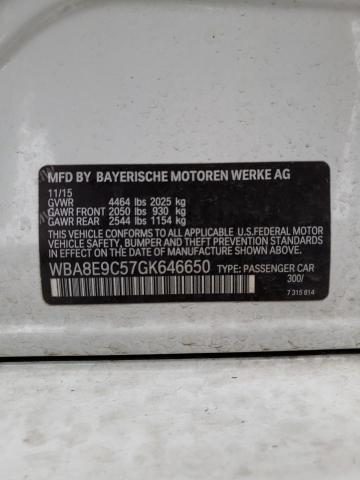 MFD BY BAYERISCHE MOTOREN WERKE AG
11/15
GVWR 4464 lbs 2025 kg
GAWR FRONT 2050 lbs 930 kg
GAWR REAR 2544 lbs 1154 kg
THIS VEHICLE CONFORMS TO ALL APPLICABLE U.S.FEDERAL MOTOR
VEHICLE SAFETY, BUMPER, AND THEFT PREVENTION STANDARDS
IN EFFECT ON THE DATE OF MANUFACTURE SHOWN ABOVE.
WBA8E9C57GK646650 TYPE: PASSENGER CAR
300/
7 315 614